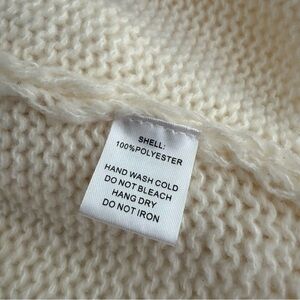 SHELL:
100%POLYESTER
HAND WASH COLD
DO NOT BLEACH
HANG DRY
DO NOT IRON